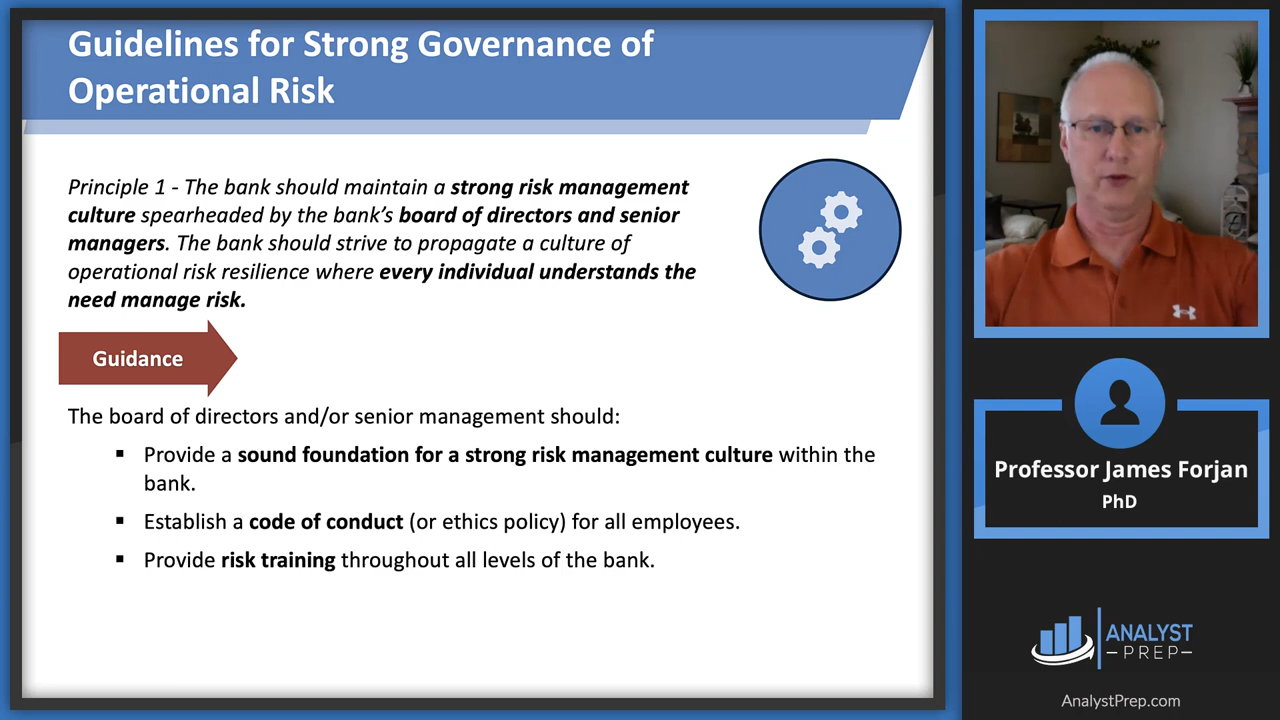 Guidelines for Strong Governance of
Operational Risk
Principle 1 - The bank should maintain a strong risk management
culture spearheaded by the bank’s board of directors and senior
managers. The bank should strive to propagate a culture of
operational risk resilience where every individual understands the
need manage risk.
Guidance
The board of directors and/or senior management should:
▪ Provide a sound foundation for a strong risk management culture within the
bank.
▪ Establish a code of conduct (or ethics policy) for all employees.
▪ Provide risk training throughout all levels of the bank.
Professor James Forjan
PhD
ANALYST
PREP
AnalystPrep.com